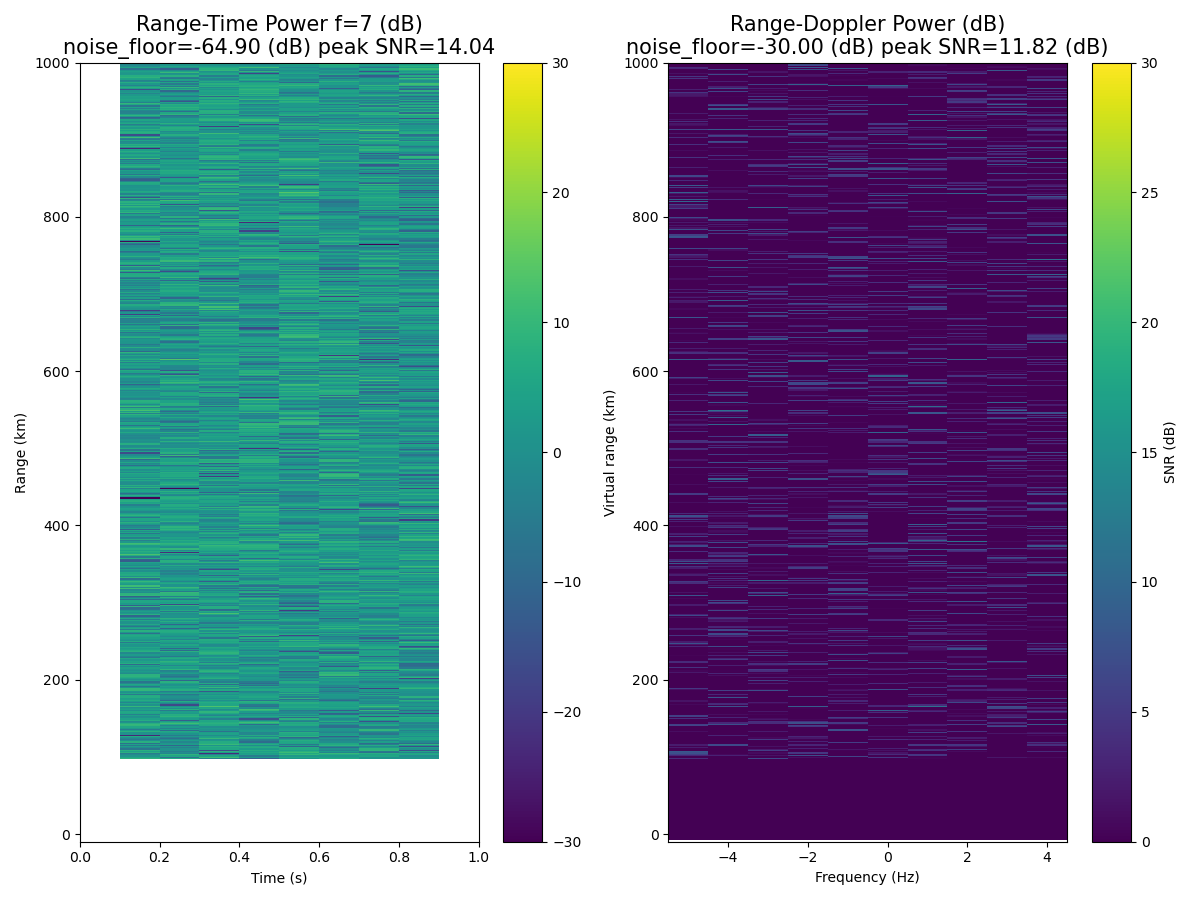 Range-Time Power f=7 (dB)
noise_floor=-64.90 (dB) peak SNR=14.04
1000
800
600
400
200
0
Range (km)
0.0 0.2 0.4 0.6 0.8 1.0
Time (s)
30
20
10
0
−10
−20
−30
Range-Doppler Power (dB)
noise_floor=-30.00 (dB) peak SNR=11.82 (dB)
1000
800
600
400
200
0
Virtual range (km)
−4 −2 0 2 4
Frequency (Hz)
30
25
20
15
10
5
0
SNR (dB)